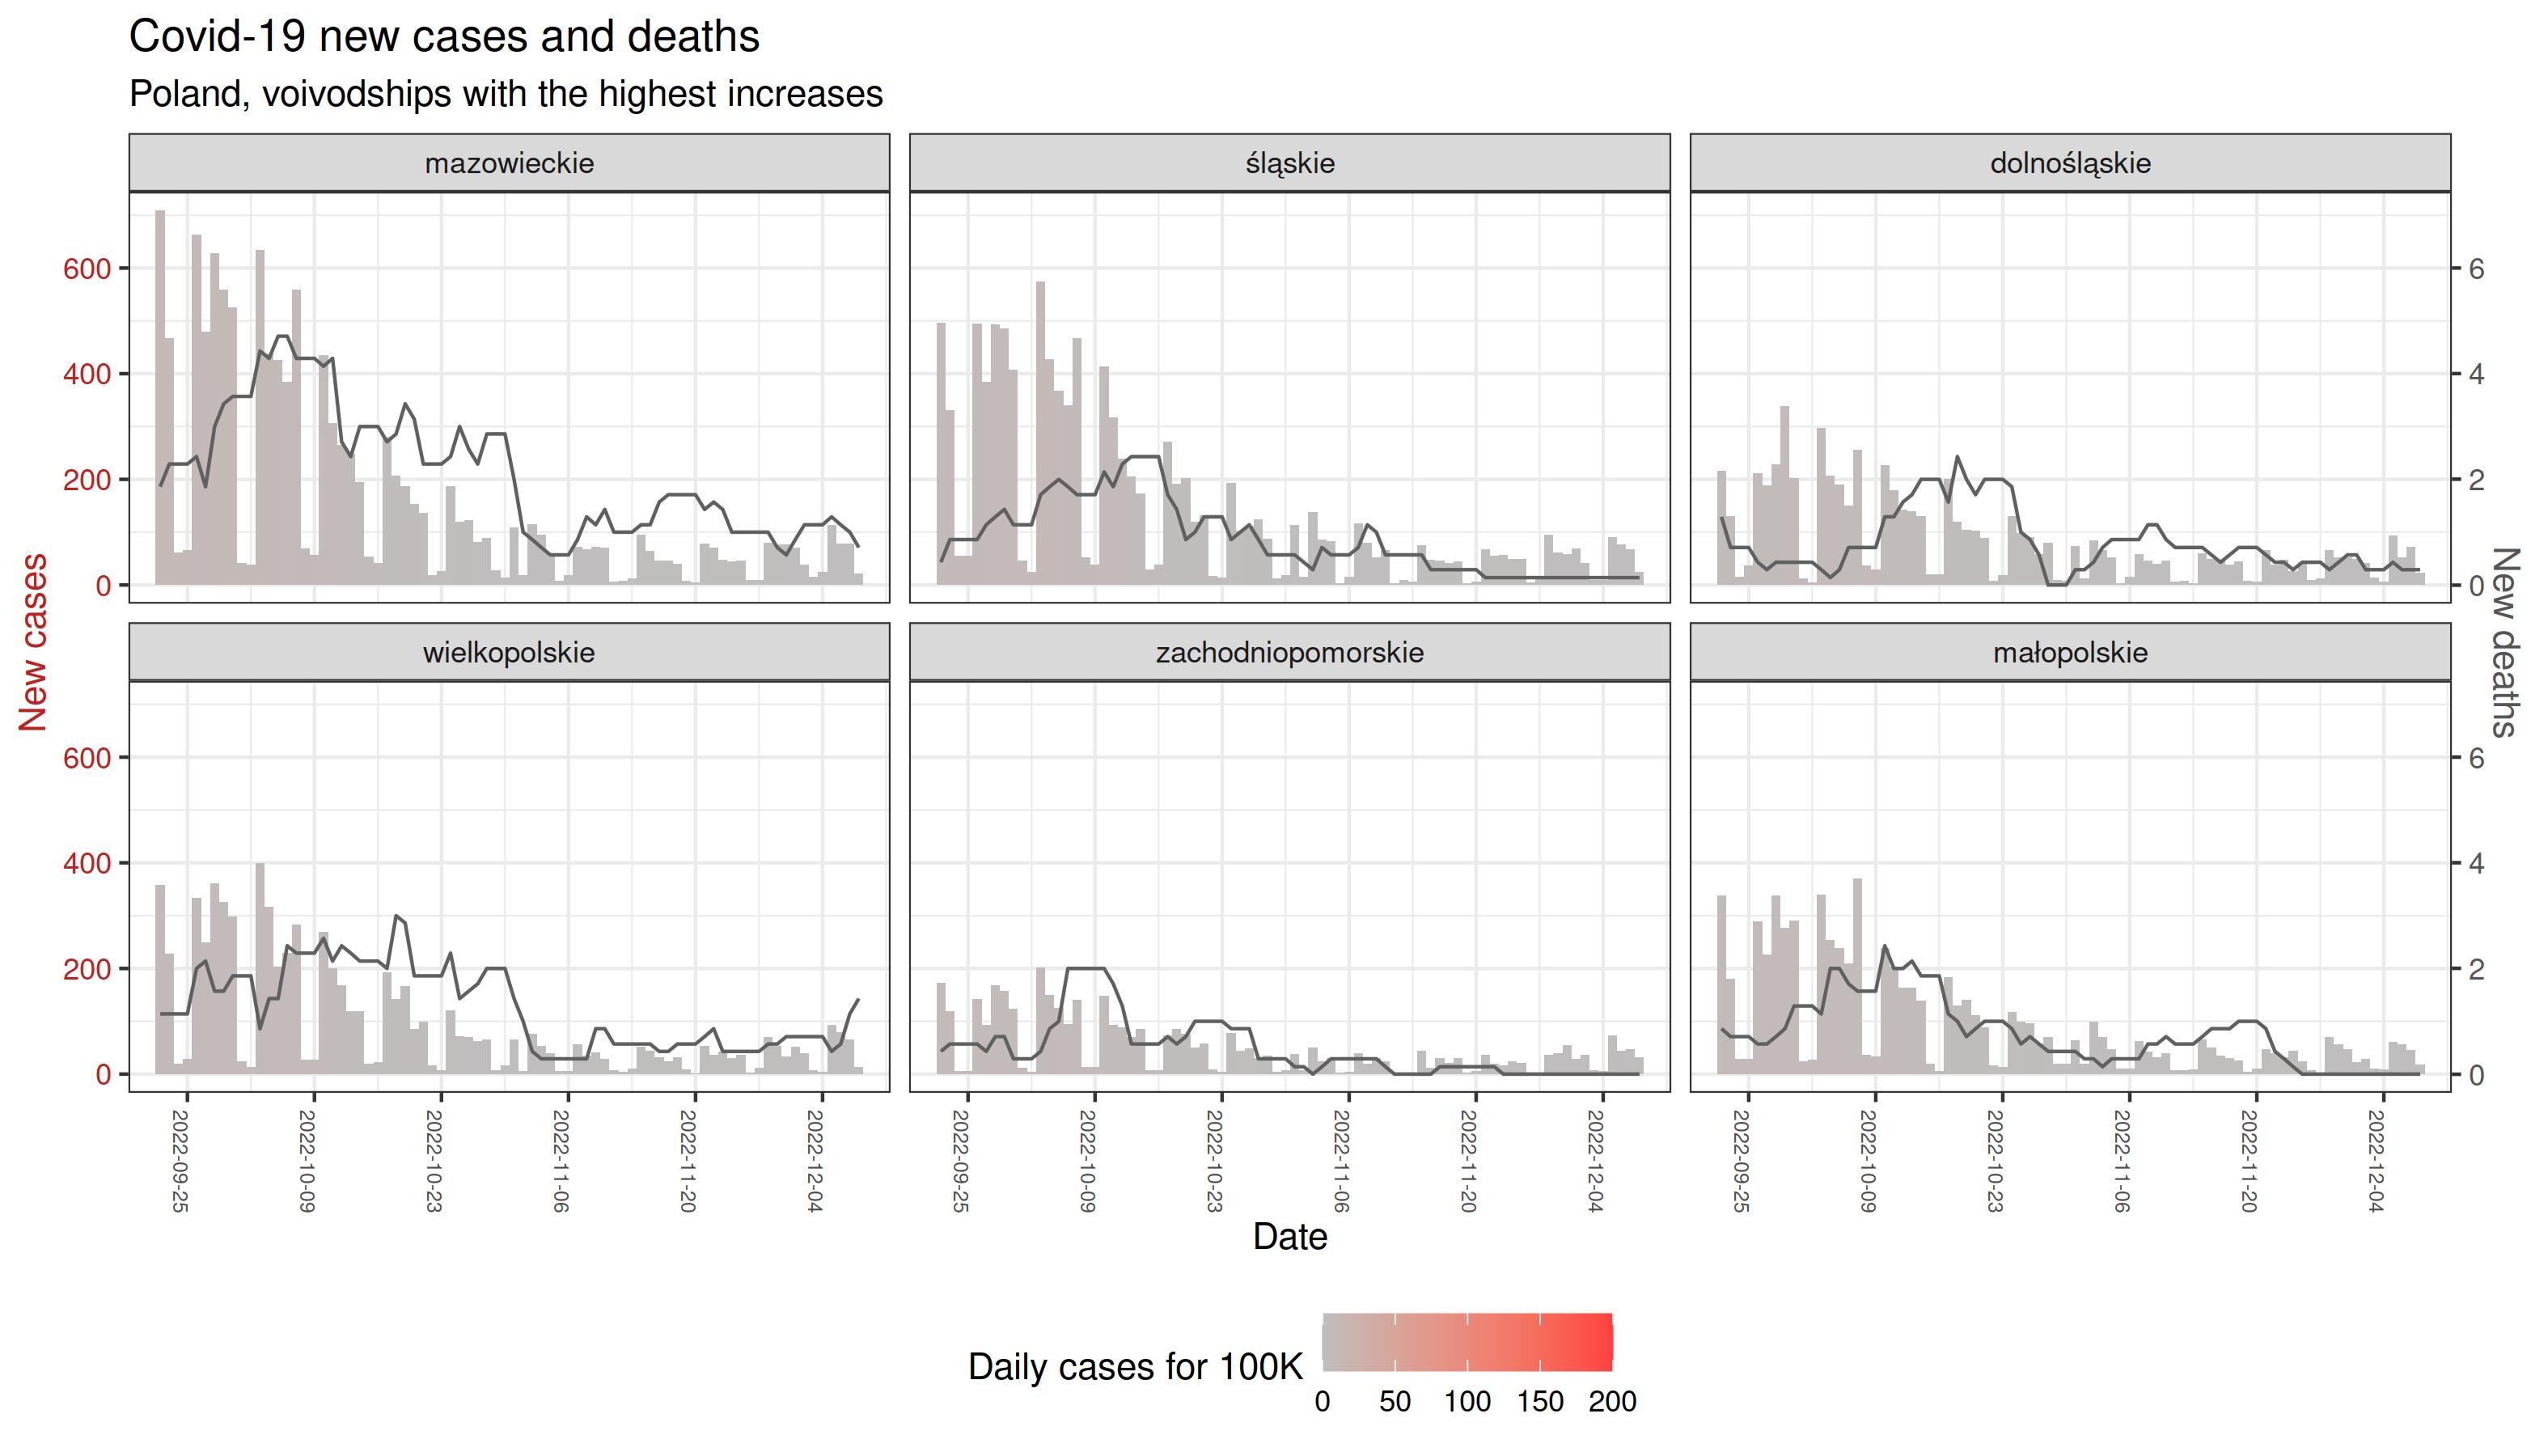 Covid-19 new cases and deaths
Poland, voivodships with the highest increases
mazowieckie
śląskie
dolnośląskie
600
400
200
0
6
4
2
0
New cases
New deaths
wielkopolskie
zachodniopomorskie
małopolskie
600
400
200
0
6
4
2
0
2022-09-25
2022-10-09
2022-10-23
2022-11-06
2022-11-20
2022-12-04
2022-09-25
2022-10-09
2022-10-23
2022-11-06
2022-11-20
2022-12-04
2022-09-25
2022-10-09
2022-10-23
2022-11-06
2022-11-20
2022-12-04
Date
Daily cases for 100K
0 50 100 150 200